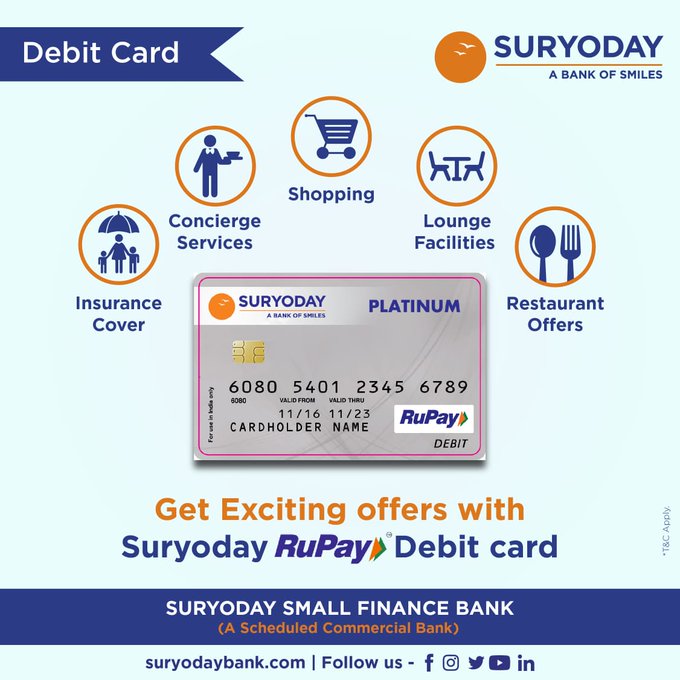 Debit Card
SURYODAY
A BANK OF SMILES
Shopping
Concierge
Services
Lounge
Facilities
Insurance
Cover
Restaurant
Offers
SURYODAY
A BANK OF SMILES
PLATINUM
For use in India only
6080 5401 2345 6789
6080 VALID FROM VALID THRU
11/16 11/23
CARDHOLDER NAME
RuPay
DEBIT
Get Exciting offers with
Suryoday RuPay Debit card
*T&C Apply.
SURYODAY SMALL FINANCE BANK
(A Scheduled Commercial Bank)
suryodaybank.com | Follow us -